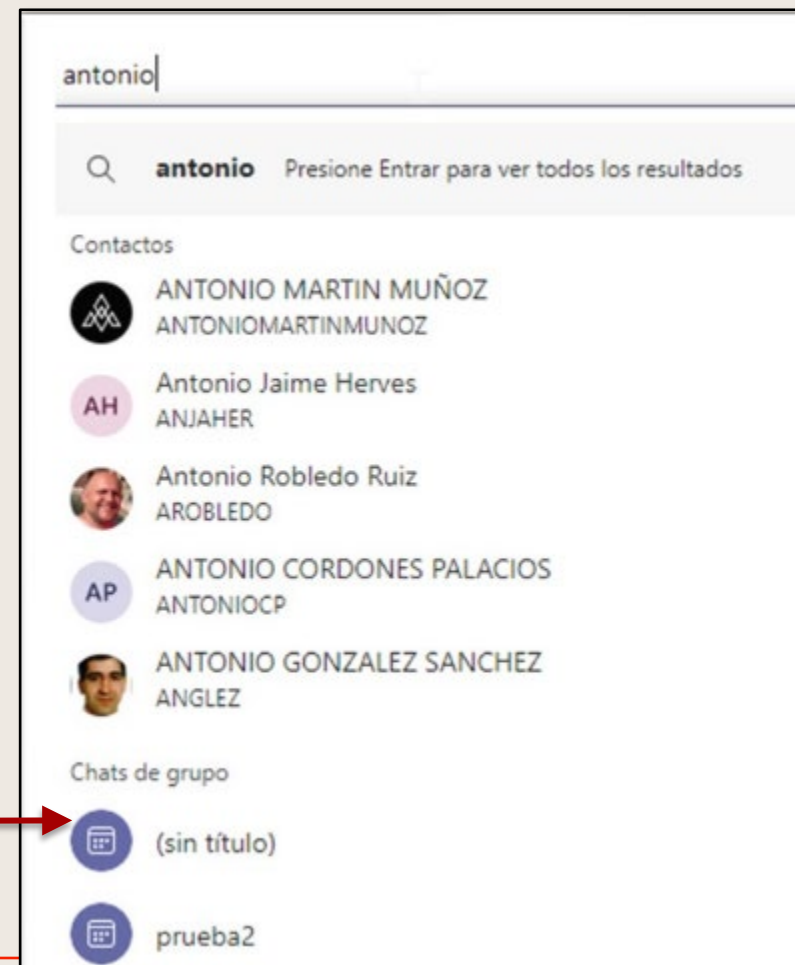 antonio
antonio Presione Entrar para ver todos los resultados
Contactos
ANTONIO MARTIN MUÑOZ
ANTONIOMARTINMUNOZ
AH
Antonio Jaime Herves
ANJAHER
Antonio Robledo Ruiz
AROBLEDO
AP
ANTONIO CORDONES PALACIOS
ANTONIOCP
ANTONIO GONZALEZ SANCHEZ
ANGLEZ
Chats de grupo
(sin título)
prueba2